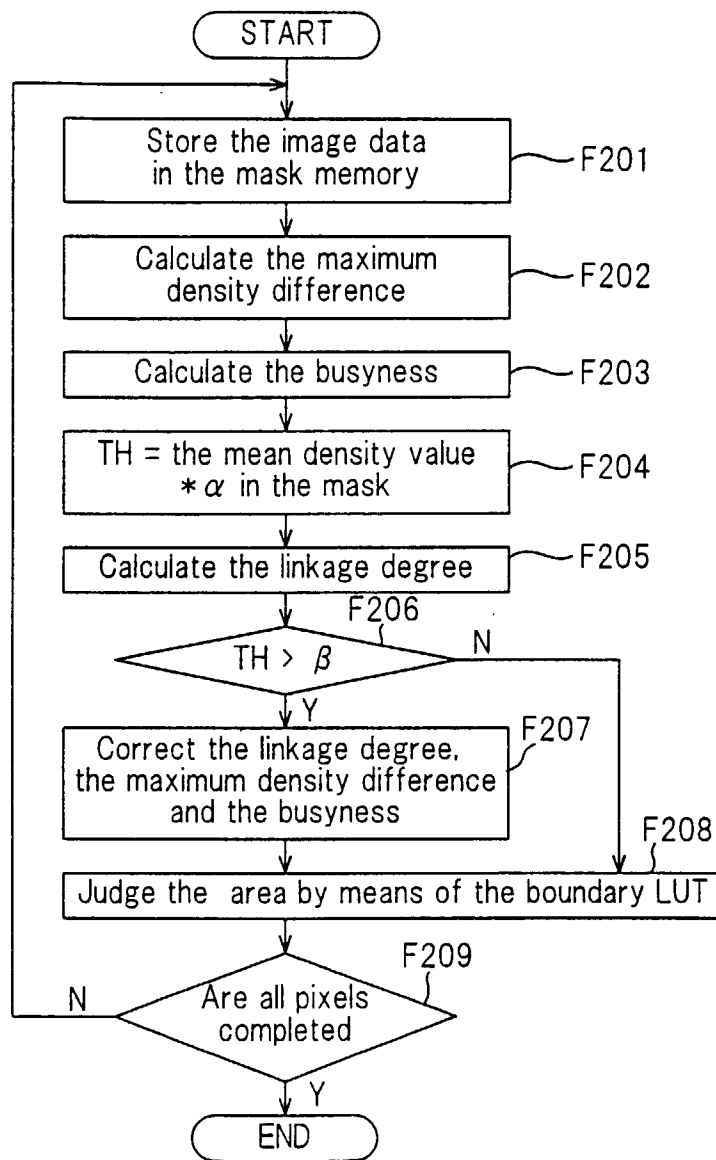 START
Store the image data
in the mask memory
F201
Calculate the maximum
density difference
F202
Calculate the busyness
F203
TH = the mean density value
* α in the mask
F204
Calculate the linkage degree
F205
F206
TH > β
N
Y
Correct the linkage degree,
the maximum density difference
and the busyness
F207
F208
Judge the area by means of the boundary LUT
F209
Are all pixels
completed
N
Y
END